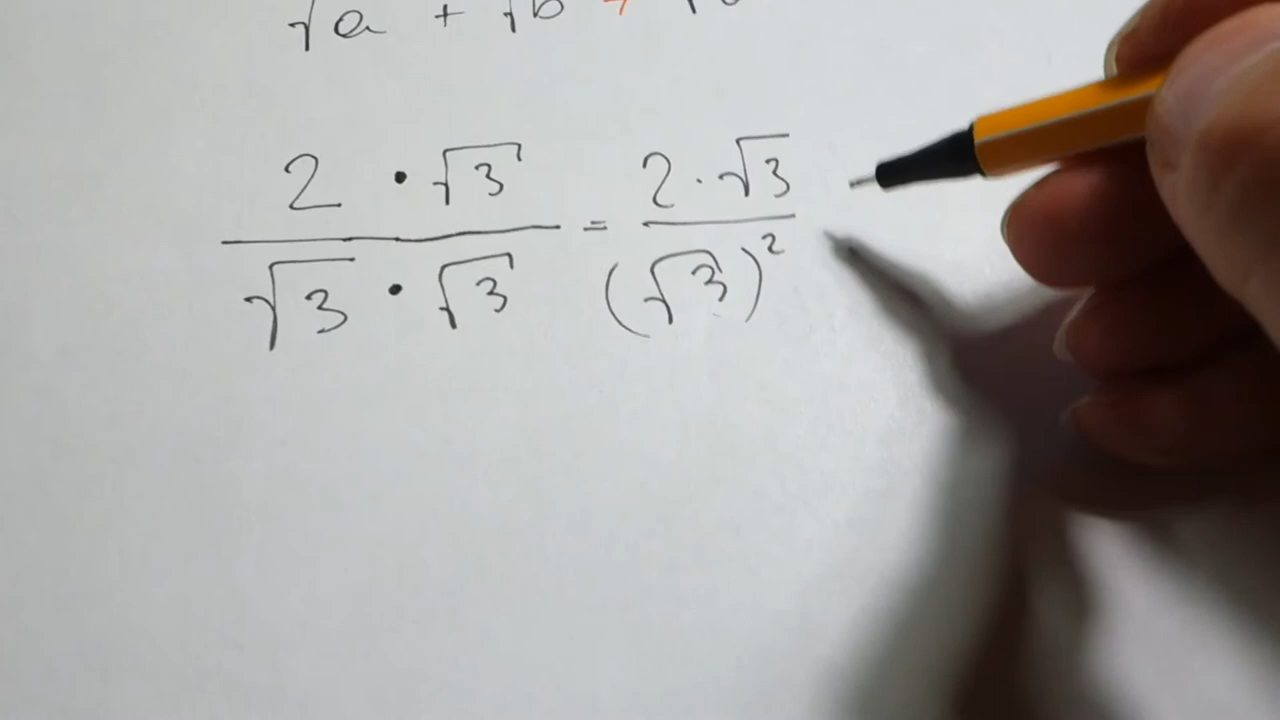 √a + √b
2 · √3 / √3 · √3 = 2 · √3 / (√3)²